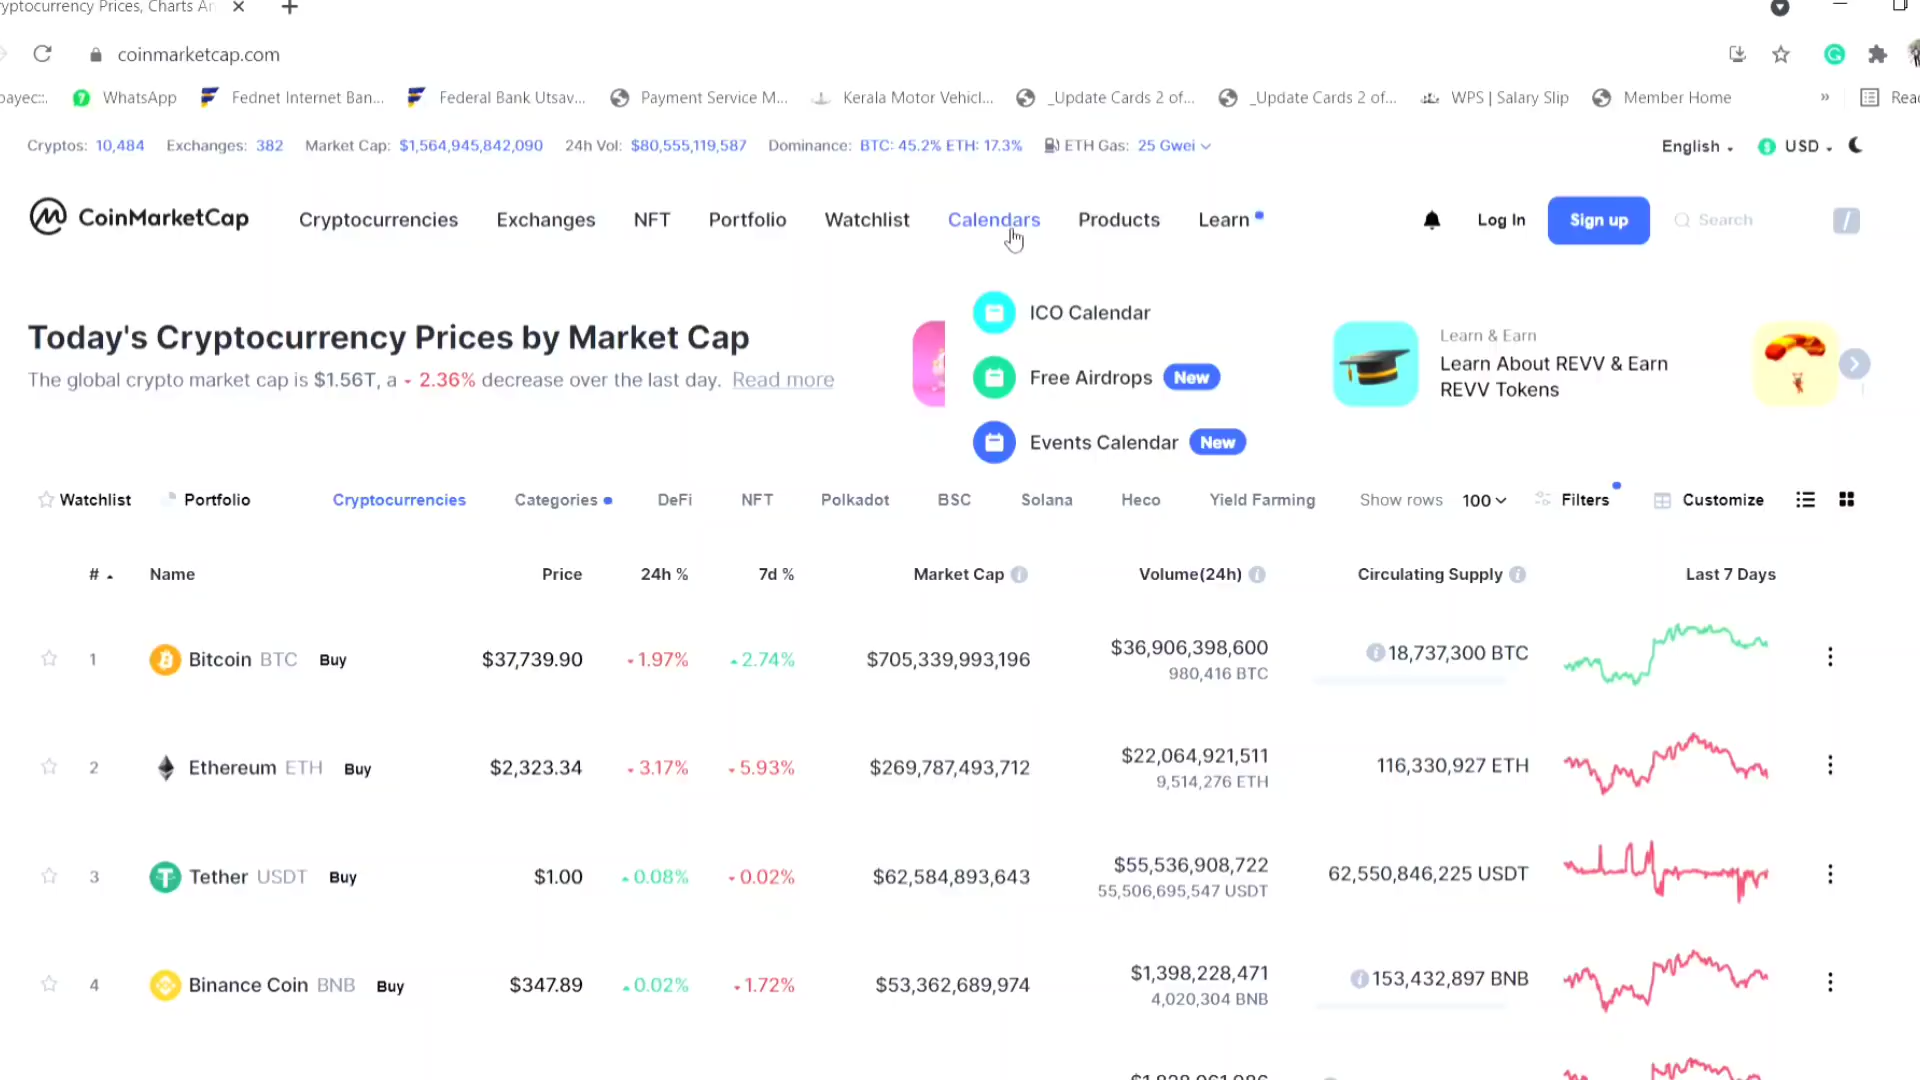 yptocurrency Prices, Charts Ar
coinmarketcap.com
payec::.
WhatsApp
Fednet Internet Ban...
Federal Bank Utsav...
Payment Service M...
Kerala Motor Vehicl...
_Update Cards 2 of...
_Update Cards 2 of...
WPS | Salary Slip
Member Home
»
Read
Cryptos: 10,484 Exchanges: 382 Market Cap: $1,564,945,842,090 24h Vol: $80,555,119,587 Dominance: BTC: 45.2% ETH: 17.3% ETH Gas: 25 Gwei
English
USD
CoinMarketCap
Cryptocurrencies Exchanges NFT Portfolio Watchlist Calendars Products Learn
Log In
Sign up
Search
/
ICO Calendar
Free Airdrops New
Events Calendar New
Today's Cryptocurrency Prices by Market Cap
The global crypto market cap is $1.56T, a 2.36% decrease over the last day. Read more
Learn & Earn
Learn About REVV & Earn
REVV Tokens
Watchlist Portfolio Cryptocurrencies Categories DeFi NFT Polkadot BSC Solana Heco Yield Farming Show rows 100 Filters Customize
# Name Price 24h % 7d % Market Cap Volume(24h) Circulating Supply Last 7 Days
1 Bitcoin BTC Buy $37,739.90 1.97% 2.74% $705,339,993,196 $36,906,398,600 18,737,300 BTC
980,416 BTC
2 Ethereum ETH Buy $2,323.34 3.17% 5.93% $269,787,493,712 $22,064,921,511 116,330,927 ETH
9,514,276 ETH
3 Tether USDT Buy $1.00 0.08% 0.02% $62,584,893,643 $55,536,908,722 62,550,846,225 USDT
55,506,695,547 USDT
4 Binance Coin BNB Buy $347.89 0.02% 1.72% $53,362,689,974 $1,398,228,471 153,432,897 BNB
4,020,304 BNB